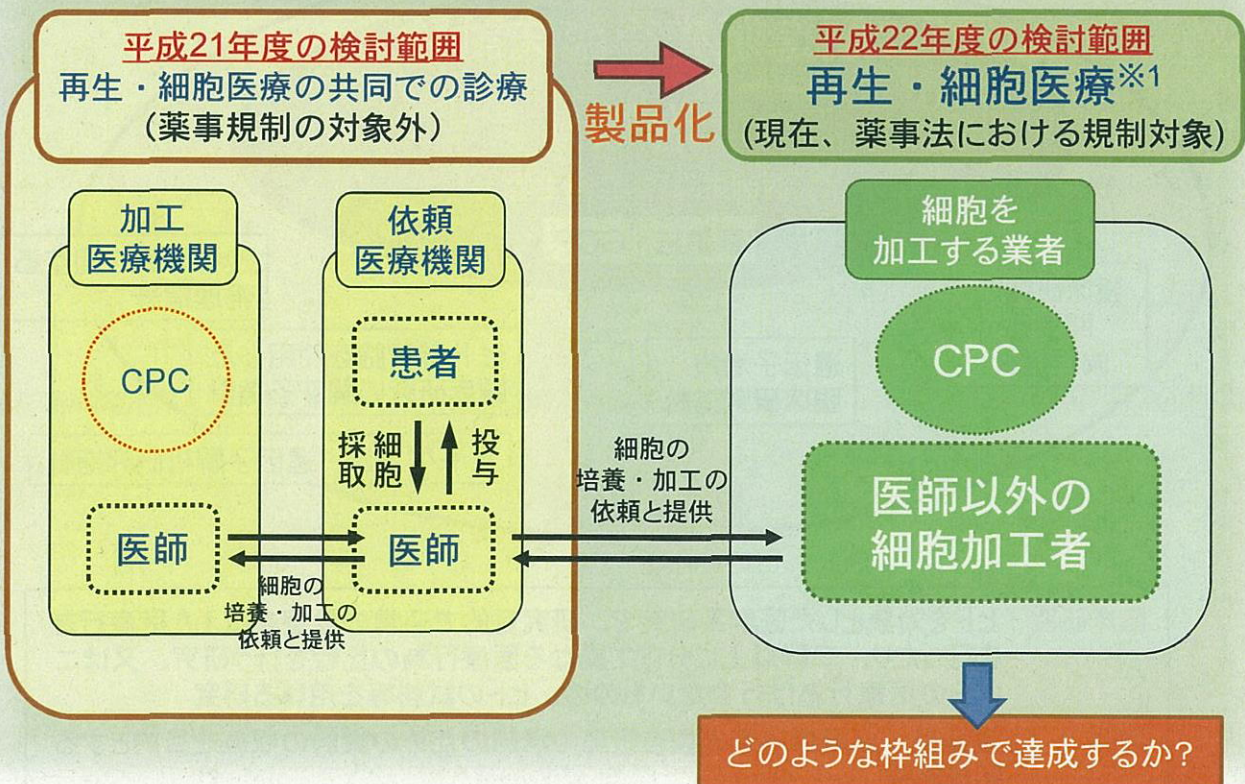 平成21年度の検討範囲
再生・細胞医療の共同での診療
（薬事規制の対象外）
製品化
平成22年度の検討範囲
再生・細胞医療※1
(現在、薬事法における規制対象)
加工
医療機関
CPC
医師
依頼
医療機関
患者
細胞
採取
投与
医師
細胞の
培養・加工の
依頼と提供
細胞の
培養・加工の
依頼と提供
細胞を
加工する業者
CPC
医師以外の
細胞加工者
どのような枠組みで達成するか?